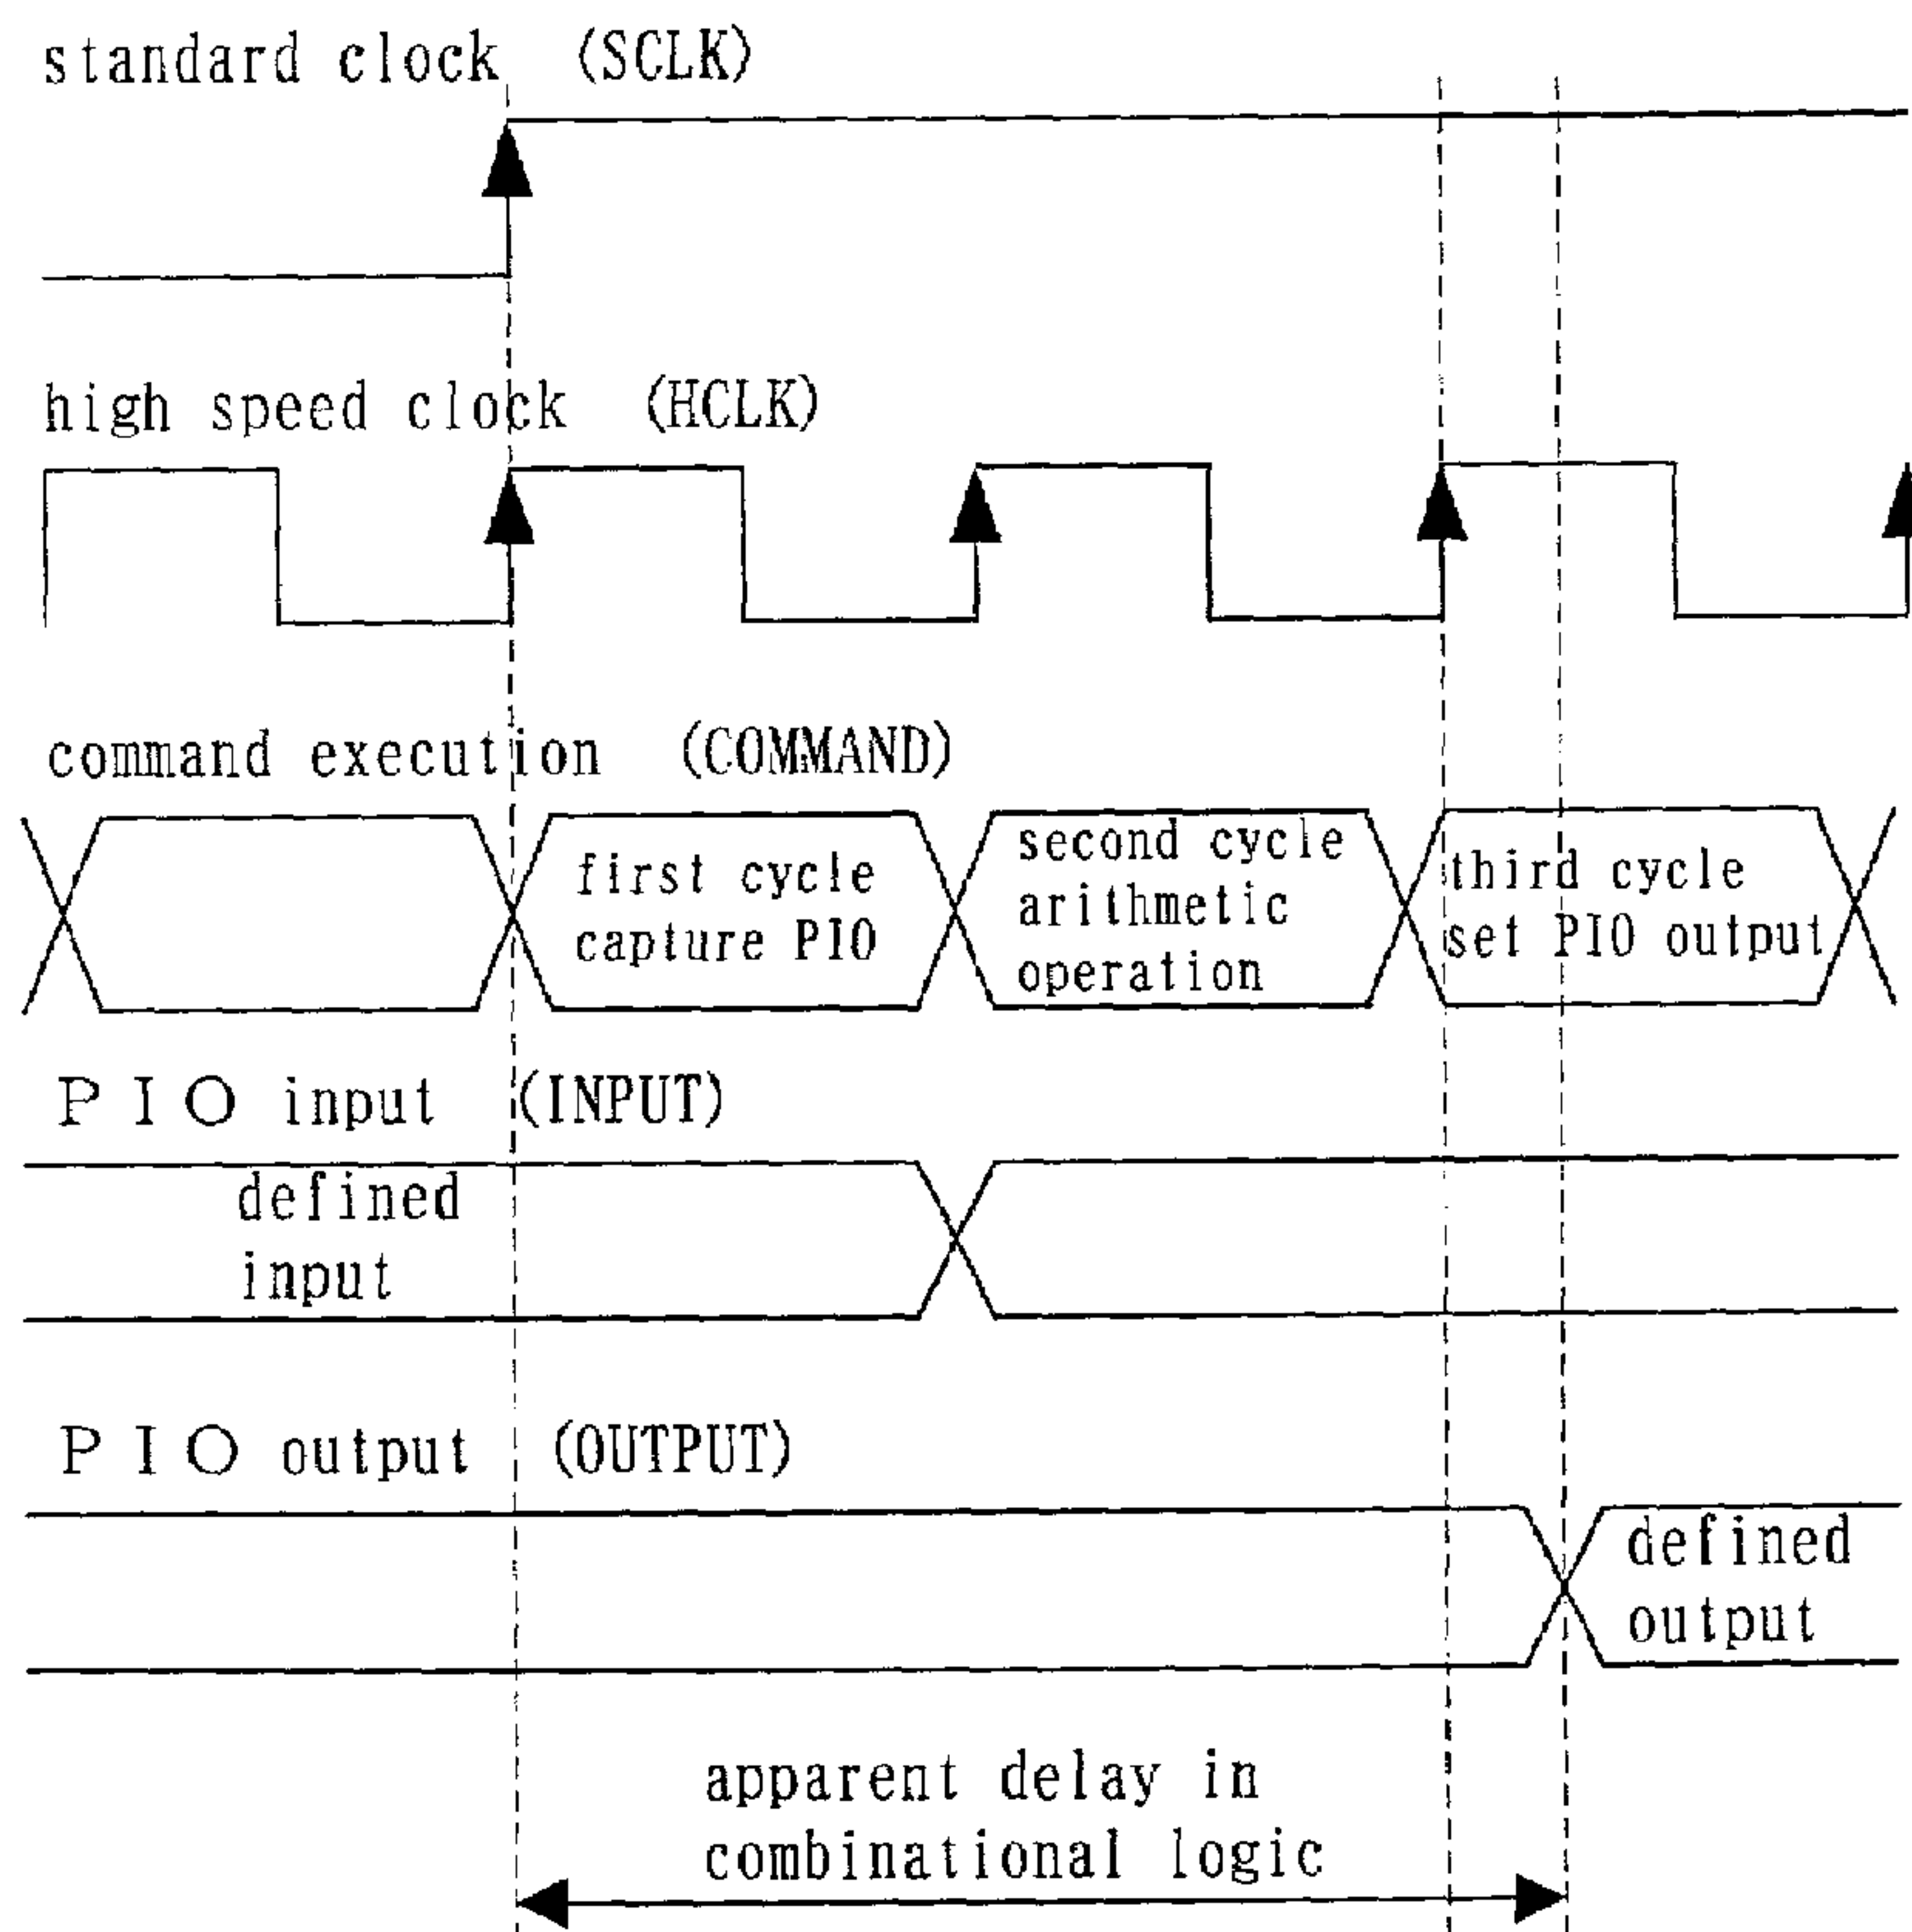 standard clock (SCLK)
high speed clock (HCLK)
command execution (COMMAND)
first cycle
capture PIO
second cycle
arithmetic
operation
third cycle
set PIO output
PIO input (INPUT)
defined
input
PIO output (OUTPUT)
defined
output
apparent delay in
combinational logic